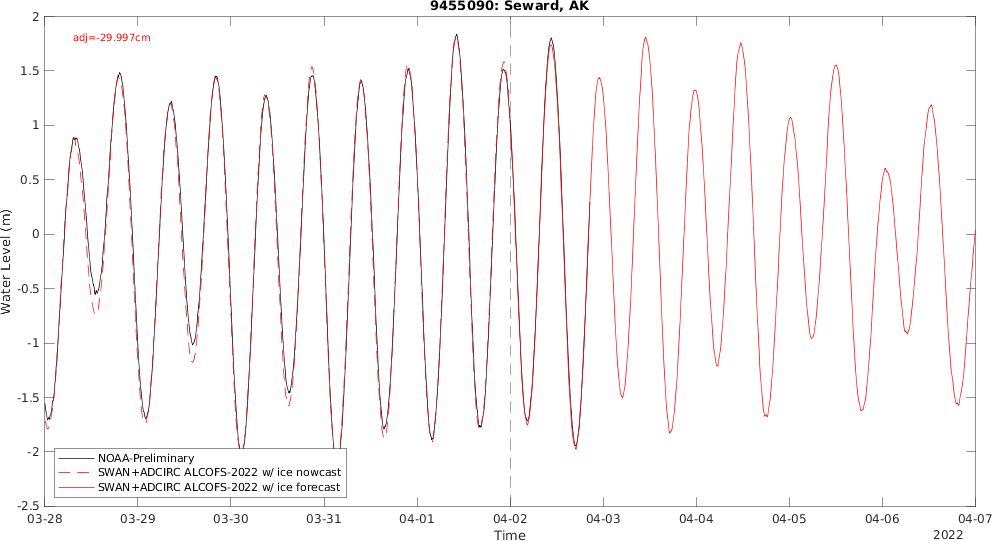 9455090: Seward, AK
adj=-29.997cm
2
1.5
1
0.5
0
-0.5
-1
-1.5
-2
-2.5
Water Level (m)
NOAA-Preliminary
SWAN+ADCIRC ALCOFS-2022 w/ ice nowcast
SWAN+ADCIRC ALCOFS-2022 w/ ice forecast
03-28 03-29 03-30 03-31 04-01 04-02 04-03 04-04 04-05 04-06 04-07
Time
2022